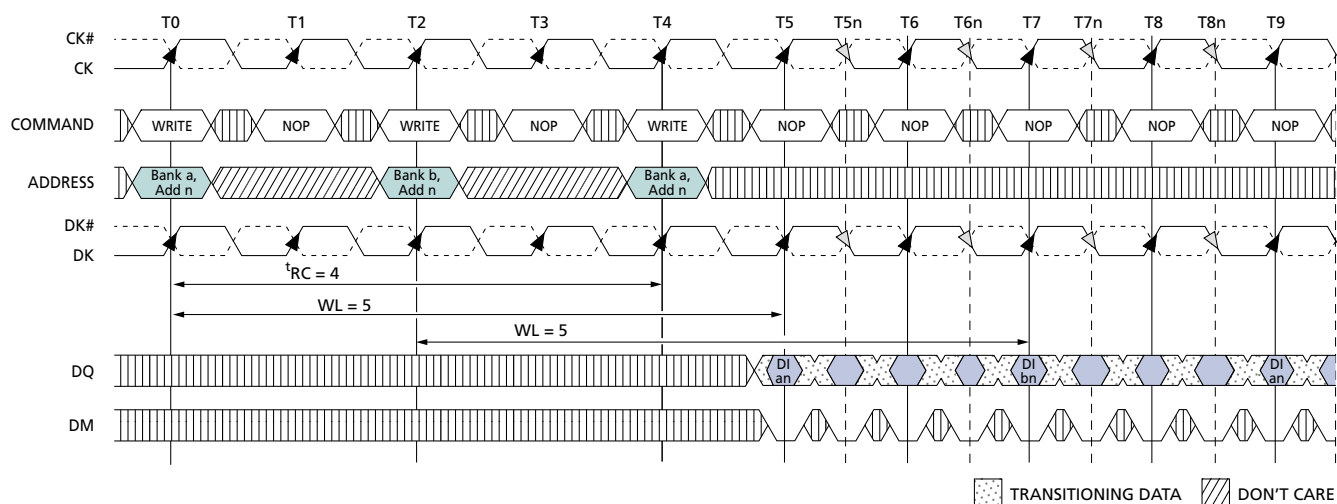 T0 T1 T2 T3 T4 T5 T5n T6 T6n T7 T7n T8 T8n T9
CK#
CK
COMMAND WRITE NOP WRITE NOP WRITE NOP NOP NOP NOP NOP
ADDRESS
Bank a, Add n
Bank b, Add n
Bank a, Add n
DK#
DK
tRC = 4
WL = 5
WL = 5
DQ
DI an
DI bn
DI an
DM
TRANSITIONING DATA DON'T CARE